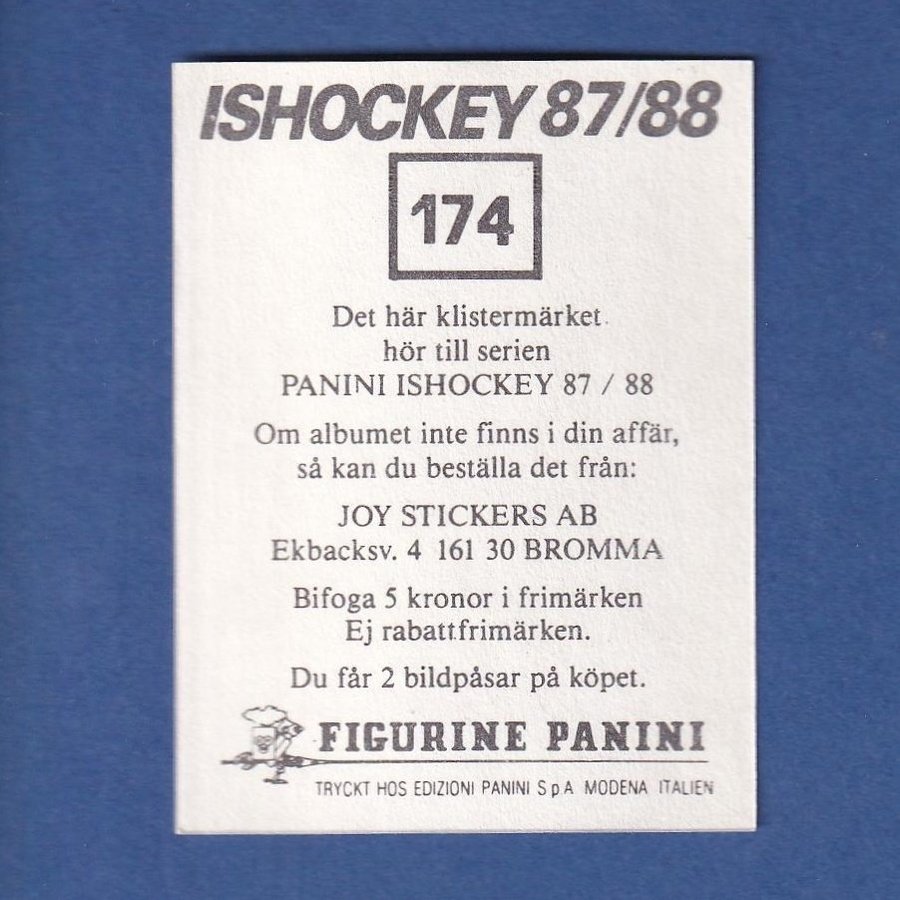 ISHOCKEY 87/88
174
Det här klistermärket
hör till serien
PANINI ISHOCKEY 87 / 88
Om albumet inte finns i din affär,
så kan du beställa det från:
JOY STICKERS AB
Ekbacksv. 4 161 30 BROMMA
Bifoga 5 kronor i frimärken
Ej rabattfrimärken.
Du får 2 bildpåsar på köpet.
FIGURINE PANINI
TRYCKT HOS EDIZIONI PANINI S p A MODENA ITALIEN